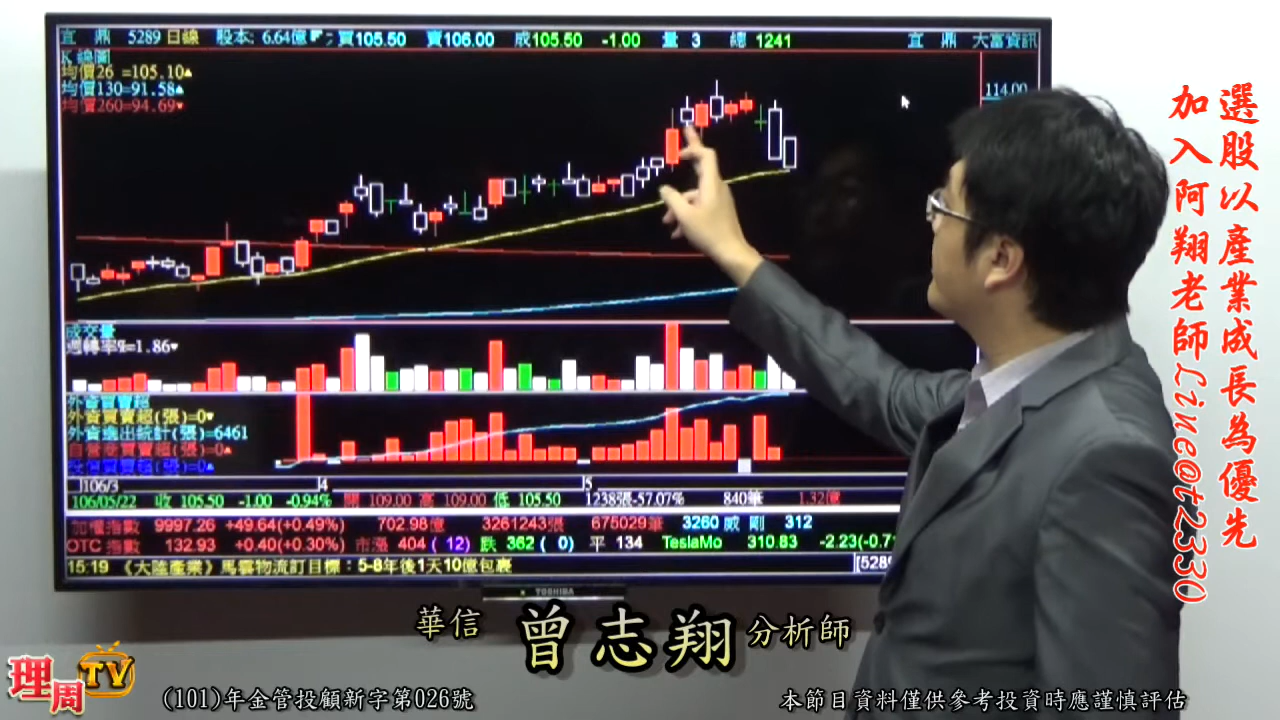 宜 鼎 5289 日線 股本: 6.64億 買105.50 賣106.00 成105.50 -1.00 量 3 總 1241 宜 鼎 大富資訊
K 線圖
均價26 =105.10
均價130=91.58
均價260=94.69
114.00
成交量
週轉率%=1.86
外資買賣超
外資買賣超(張)=0
外資進出統計(張)=6461
自營商買賣超(張)=0
投信買賣超(張)=0
106/3 4 5
106/05/22 收 105.50 -1.00 -0.94% 開 109.00 高 109.00 低 105.50 1238張-57.07% 840筆 1.32億
加權指數 9997.26 +49.64(+0.49%) 702.98億 3261243張 675029筆 3260 威 剛 312
OTC 指數 132.93 +0.40(+0.30%) 市漲 404 ( 12) 跌 362 ( 0) 平 134 TeslaMo 310.83 -2.23(-0.7
15:19 《大陸產業》馬雲物流訂目標：5-8年後1天10億包裹 [528
TOSHIBA
選股以產業成長為優先
加入阿翔老師Line@t2330
華信 曾志翔 分析師
理周TV
(101)年金管投顧新字第026號
本節目資料僅供參考投資時應謹慎評估